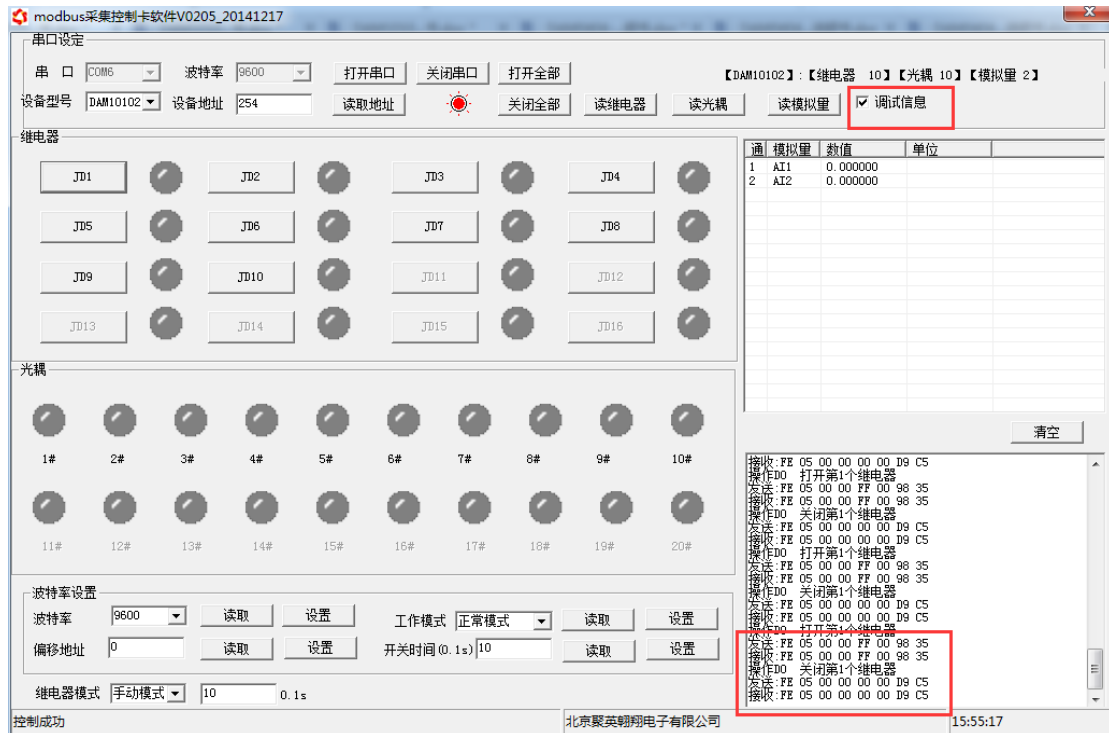 modbus采集控制卡软件V0205_20141217
串口设定
串 口 COM6 波特率 9600 打开串口 关闭串口 打开全部 【DAM10102】:【继电器 10】【光耦 10】【模拟量 2】
设备型号 DAM10102 设备地址 254 读取地址 关闭全部 读继电器 读光耦 读模拟量 调试信息
继电器
JD1 JD2 JD3 JD4
JD5 JD6 JD7 JD8
JD9 JD10 JD11 JD12
JD13 JD14 JD15 JD16
通 模拟量 数值 单位
1 AI1 0.000000
2 AI2 0.000000
光耦
1# 2# 3# 4# 5# 6# 7# 8# 9# 10#
11# 12# 13# 14# 15# 16# 17# 18# 19# 20#
清空
接收:FE 05 00 00 00 00 D9 C5
操作DO 打开第1个继电器
发送:FE 05 00 00 FF 00 98 35
接收:FE 05 00 00 FF 00 98 35
操作DO 关闭第1个继电器
发送:FE 05 00 00 00 00 D9 C5
接收:FE 05 00 00 00 00 D9 C5
操作DO 打开第1个继电器
发送:FE 05 00 00 FF 00 98 35
接收:FE 05 00 00 FF 00 98 35
操作DO 关闭第1个继电器
发送:FE 05 00 00 00 00 D9 C5
接收:FE 05 00 00 00 00 D9 C5
操作DO 打开第1个继电器
发送:FE 05 00 00 FF 00 98 35
接收:FE 05 00 00 FF 00 98 35
操作DO 关闭第1个继电器
发送:FE 05 00 00 00 00 D9 C5
接收:FE 05 00 00 00 00 D9 C5
波特率设置
波特率 9600 读取 设置 工作模式 正常模式 读取 设置
偏移地址 0 读取 设置 开关时间(0.1s) 10 读取 设置
继电器模式 手动模式 10 0.1s
控制成功 北京聚英翱翔电子有限公司 15:55:17